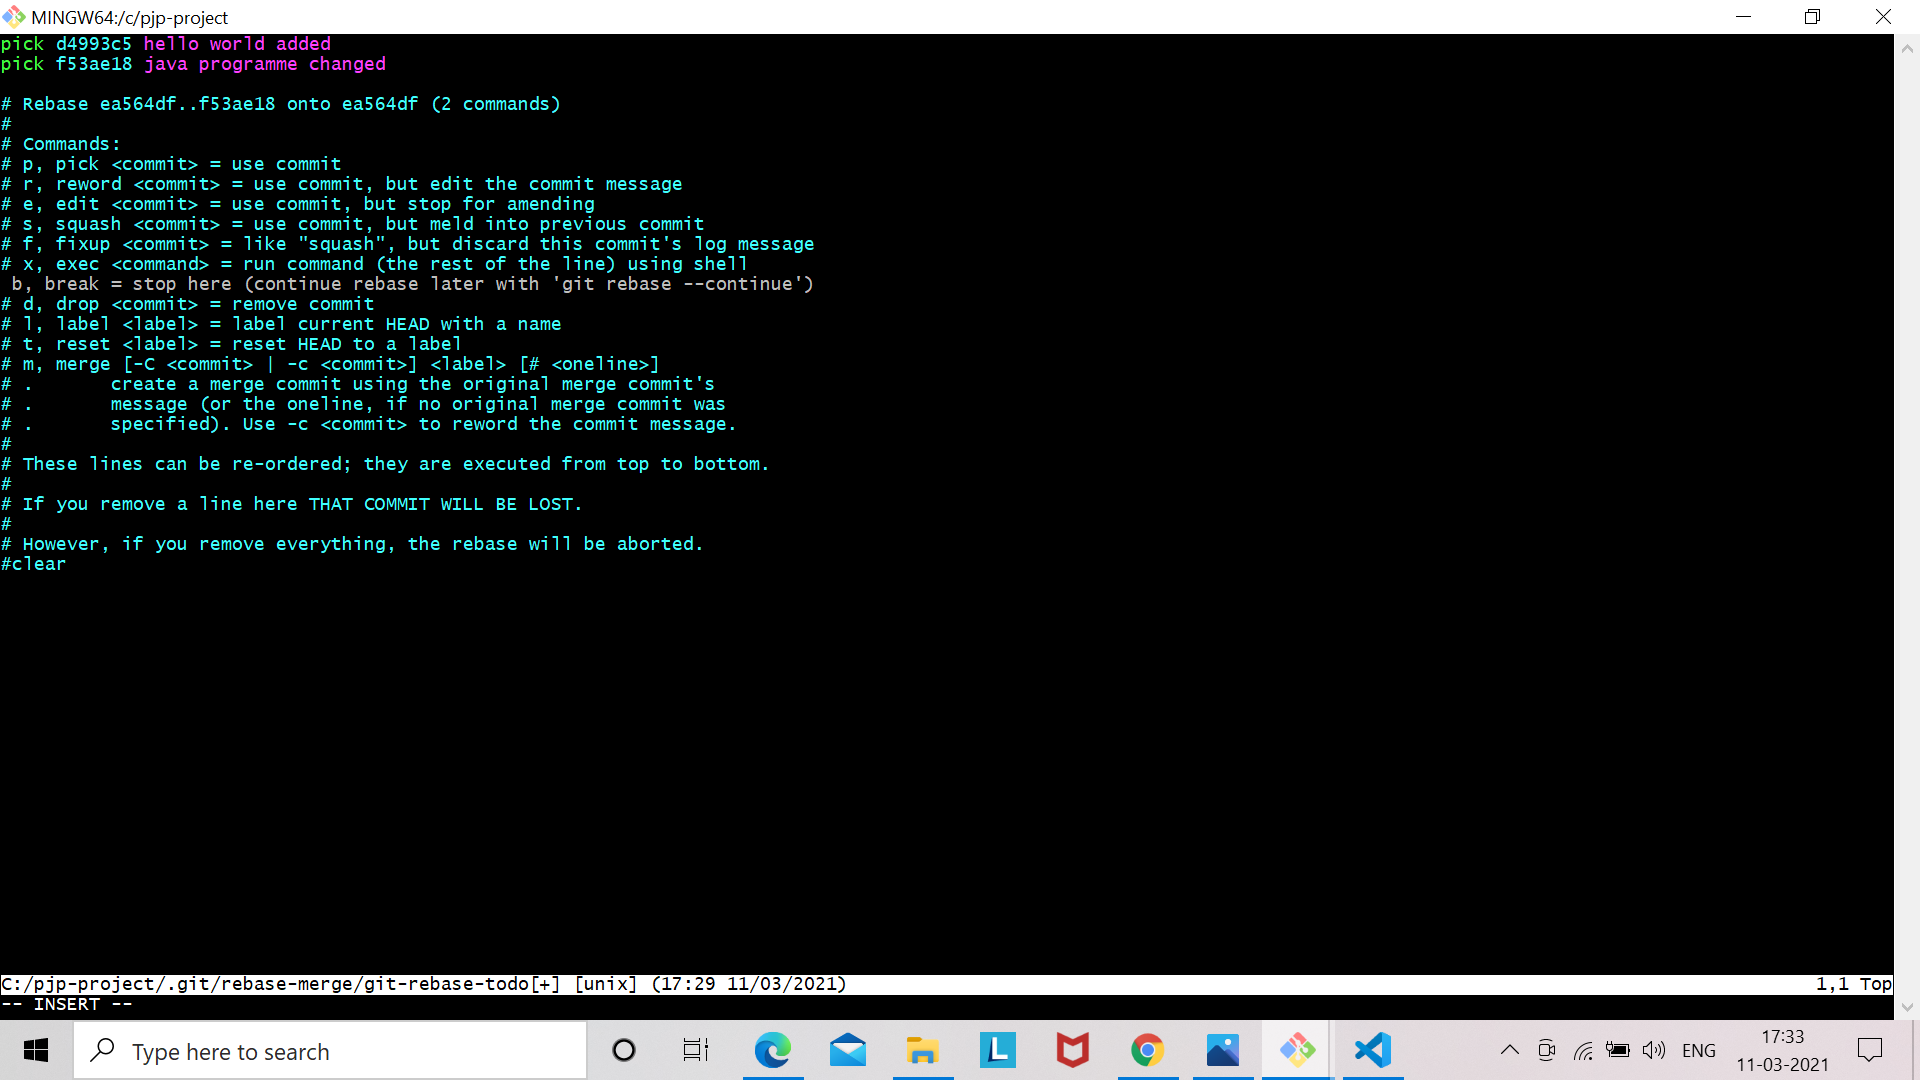 MINGW64:/c/pjp-project
pick d4993c5 hello world added
pick f53ae18 java programme changed
# Rebase ea564df..f53ae18 onto ea564df (2 commands)
#
# Commands:
# p, pick <commit> = use commit
# r, reword <commit> = use commit, but edit the commit message
# e, edit <commit> = use commit, but stop for amending
# s, squash <commit> = use commit, but meld into previous commit
# f, fixup <commit> = like "squash", but discard this commit's log message
# x, exec <command> = run command (the rest of the line) using shell
b, break = stop here (continue rebase later with 'git rebase --continue')
# d, drop <commit> = remove commit
# l, label <label> = label current HEAD with a name
# t, reset <label> = reset HEAD to a label
# m, merge [-C <commit> | -c <commit>] <label> [# <oneline>]
# .       create a merge commit using the original merge commit's
# .       message (or the oneline, if no original merge commit was
# .       specified). Use -c <commit> to reword the commit message.
#
# These lines can be re-ordered; they are executed from top to bottom.
#
# If you remove a line here THAT COMMIT WILL BE LOST.
#
# However, if you remove everything, the rebase will be aborted.
#clear
C:/pjp-project/.git/rebase-merge/git-rebase-todo[+] [unix] (17:29 11/03/2021) 1,1 Top
-- INSERT --
Type here to search
L
ENG
17:33
11-03-2021